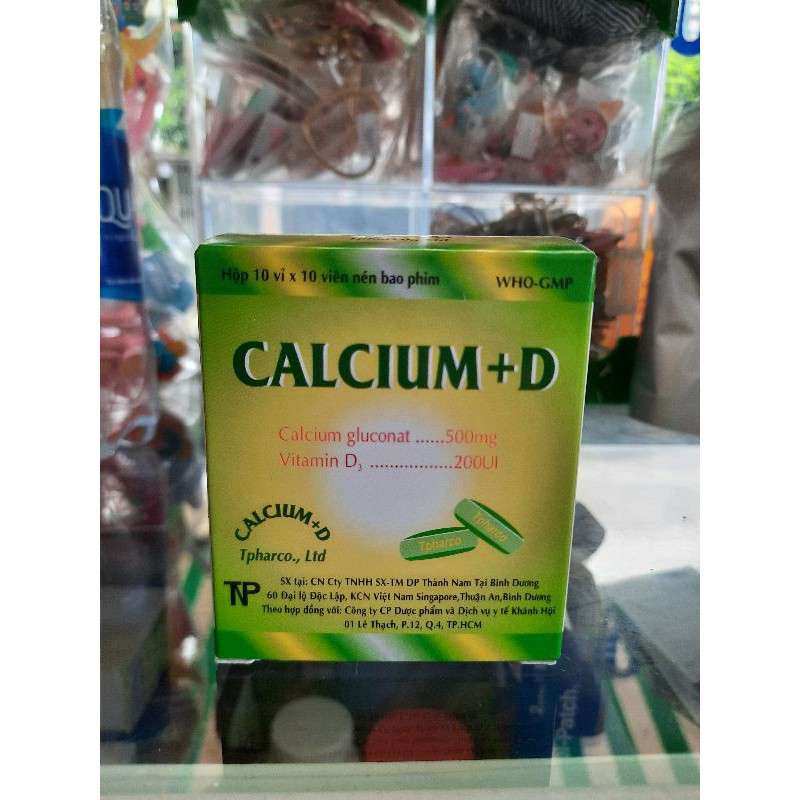 Hộp 10 vỉ x 10 viên nén bao phim
WHO-GMP
CALCIUM+D
Calcium gluconat ......500mg
Vitamin D3 ..................200UI
CALCIUM+D
Tpharco., Ltd
Tpharco
Tpharco
TNP
SX tại: CN Cty TNHH SX-TM DP Thành Nam Tại Bình Dương
60 Đại lộ Độc Lập, KCN Việt Nam Singapore,Thuận An,Bình Dương
Theo hợp đồng với: Công ty CP Dược phẩm và Dịch vụ y tế Khánh Hội
01 Lê Thạch, P.12, Q.4, TP.HCM
Patch.